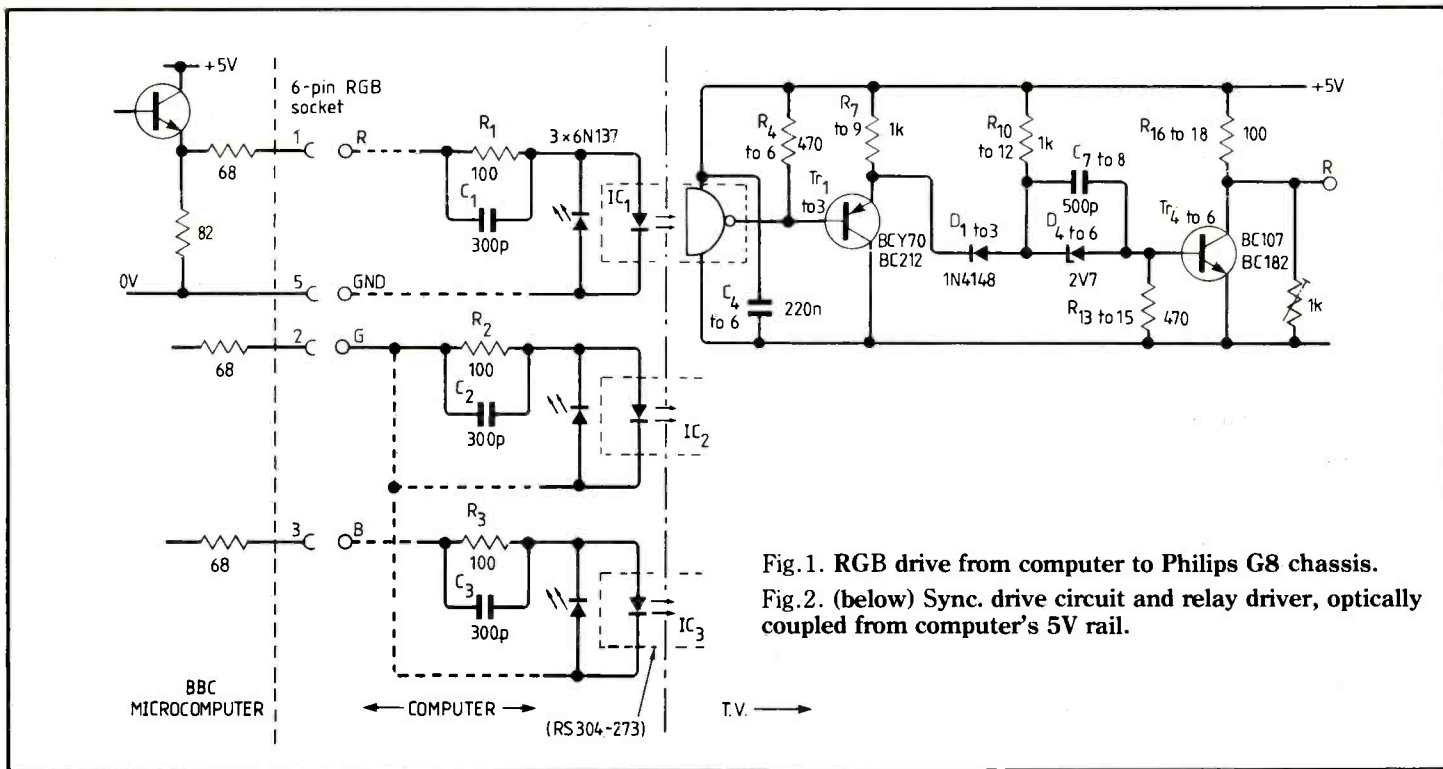 +5V
6-pin RGB
socket
68
1
R
82
0V
5
GND
R1
100
C1
300p
3×6N137
IC1
68
2
G
R2
100
C2
300p
IC2
68
3
B
R3
100
C3
300p
IC3
BBC
MICROCOMPUTER
COMPUTER
(RS304-273)
T.V.
+5V
R4
to 6
470
R7
to 9
1k
Tr1
to3
BCY70
BC212
C4
to 6
220n
D1 to3
1N4148
R10
to 12
1k
C7 to 8
500p
D4 to 6
2V7
R13 to 15
470
R16 to 18
100
Tr4 to 6
BC107
BC182
R
1k
Fig.1. RGB drive from computer to Philips G8 chassis.
Fig.2. (below) Sync. drive circuit and relay driver, optically
coupled from computer's 5V rail.